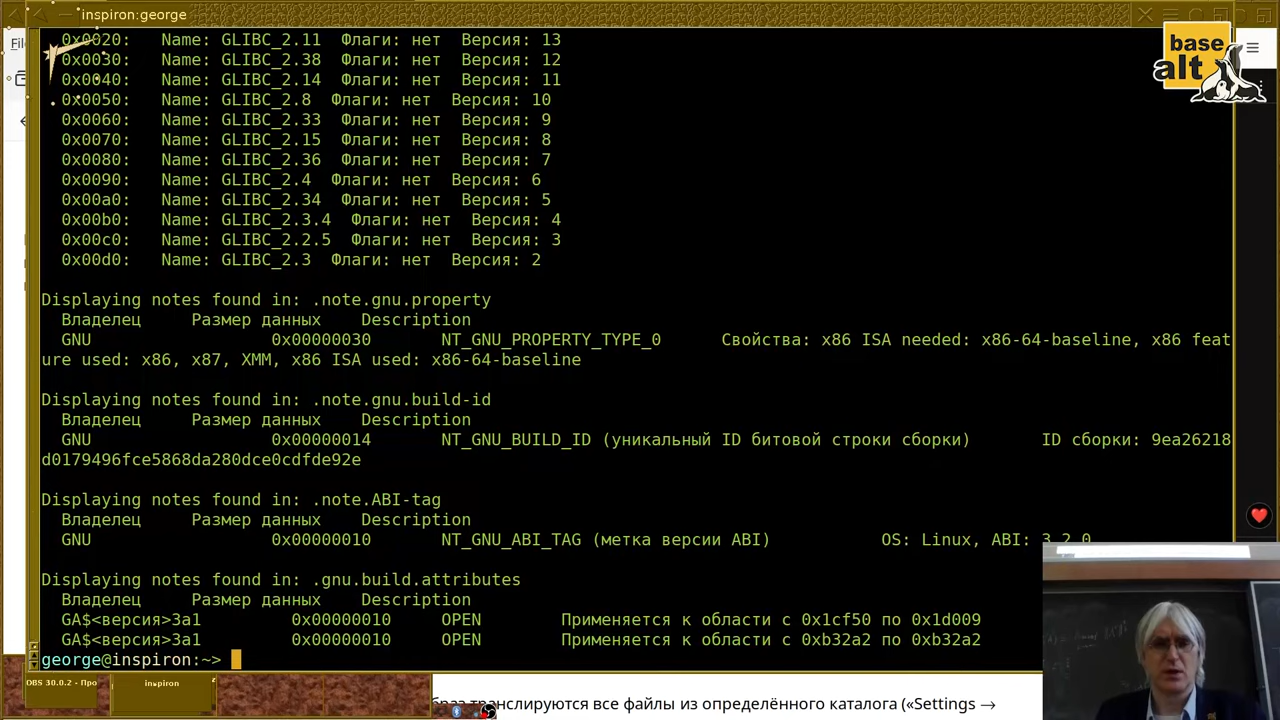 inspiron:george
0x0020: Name: GLIBC_2.11 Флаги: нет Версия: 13
0x0030: Name: GLIBC_2.38 Флаги: нет Версия: 12
0x0040: Name: GLIBC_2.14 Флаги: нет Версия: 11
0x0050: Name: GLIBC_2.8 Флаги: нет Версия: 10
0x0060: Name: GLIBC_2.33 Флаги: нет Версия: 9
0x0070: Name: GLIBC_2.15 Флаги: нет Версия: 8
0x0080: Name: GLIBC_2.36 Флаги: нет Версия: 7
0x0090: Name: GLIBC_2.4 Флаги: нет Версия: 6
0x00a0: Name: GLIBC_2.34 Флаги: нет Версия: 5
0x00b0: Name: GLIBC_2.3.4 Флаги: нет Версия: 4
0x00c0: Name: GLIBC_2.2.5 Флаги: нет Версия: 3
0x00d0: Name: GLIBC_2.3 Флаги: нет Версия: 2
base
alt
Displaying notes found in: .note.gnu.property
Владелец Размер данных Description
GNU 0x00000030 NT_GNU_PROPERTY_TYPE_0 Свойства: x86 ISA needed: x86-64-baseline, x86 feat
ure used: x86, x87, XMM, x86 ISA used: x86-64-baseline
Displaying notes found in: .note.gnu.build-id
Владелец Размер данных Description
GNU 0x00000014 NT_GNU_BUILD_ID (уникальный ID битовой строки сборки) ID сборки: 9ea26218
d0179496fce5868da280dce0cdfde92e
Displaying notes found in: .note.ABI-tag
Владелец Размер данных Description
GNU 0x00000010 NT_GNU_ABI_TAG (метка версии ABI) OS: Linux, ABI: 3.2.0
Displaying notes found in: .gnu.build.attributes
Владелец Размер данных Description
GA$<версия>3a1 0x00000010 OPEN Применяется к области с 0x1cf50 по 0x1d009
GA$<версия>3a1 0x00000010 OPEN Применяется к области с 0xb32a2 по 0xb32a2
george@inspiron:~>
OBS 30.0.2 - Про
inspiron
транслируются все файлы из определённого каталога («Settings →